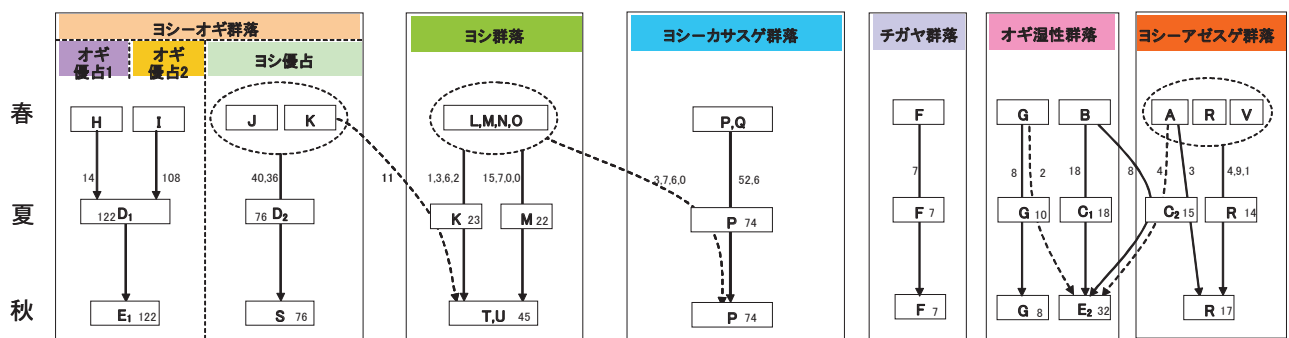 ヨシーオギ群落
ヨシ群落
ヨシーカサスゲ群落
チガヤ群落
オギ湿性群落
ヨシーアゼスゲ群落
オギ
優占1
オギ
優占2
ヨシ優占
春
H
I
J
K
L,M,N,O
P,Q
F
G
B
A
R
V
14
108
40,36
11
1,3,6,2
15,7,0,0
3,7,6,0
52,6
7
8
2
18
8
4
3
4,9,1
夏
122 D₁
76 D₂
K 23
M 22
P 74
F 7
G 10
C₁ 18
C₂ 15
R 14
秋
E₁ 122
S 76
T,U 45
P 74
F 7
G 8
E₂ 32
R 17